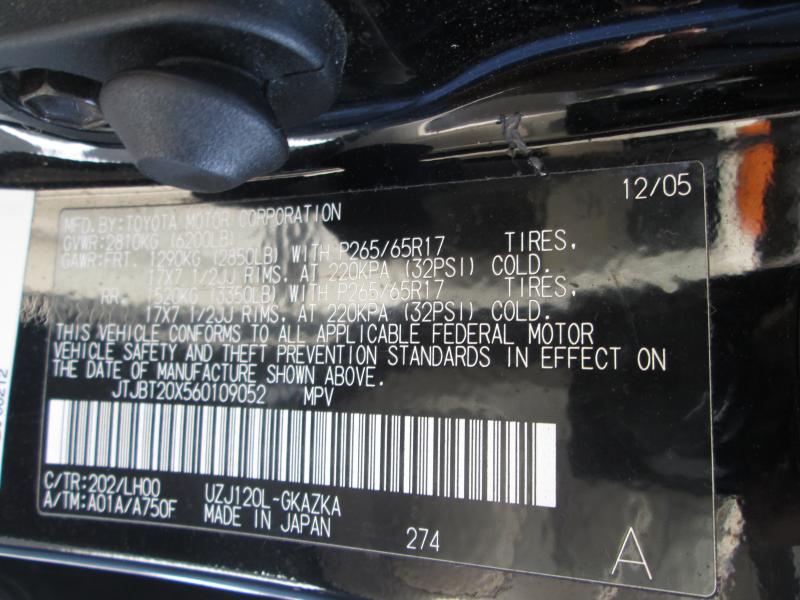 12/05
MFD.BY:TOYOTA MOTOR CORPORATION
GVWR:2810KG (6200LB)
GAWR:FRT. 1290KG (2850LB) WITH P265/65R17 TIRES,
17X7 1/2JJ RIMS. AT 220KPA (32PSI) COLD.
RR. 1520KG (3350LB) WITH P265/65R17 TIRES,
17X7 1/2JJ RIMS. AT 220KPA (32PSI) COLD.
THIS VEHICLE CONFORMS TO ALL APPLICABLE FEDERAL MOTOR
VEHICLE SAFETY AND THEFT PREVENTION STANDARDS IN EFFECT ON
THE DATE OF MANUFACTURE SHOWN ABOVE.
JTJBT20X560109052 MPV
C/TR:202/LH00 UZJ120L-GKAZKA
A/TM:A01A/A750F MADE IN JAPAN
274
A